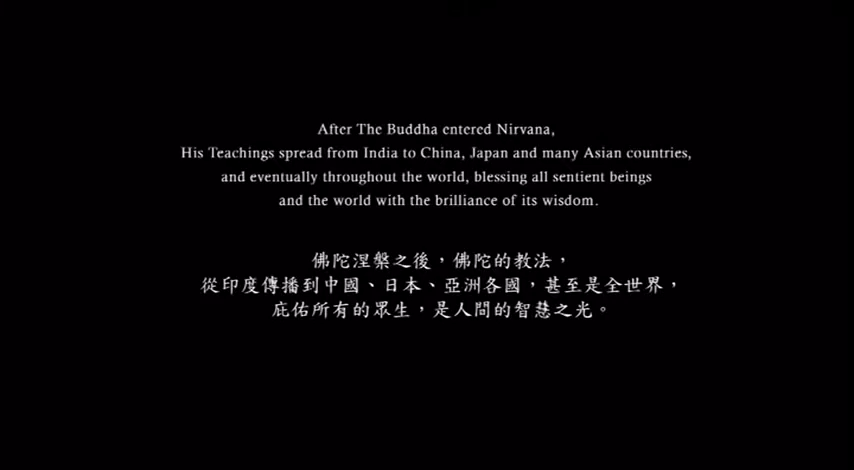 After The Buddha entered Nirvana,
His Teachings spread from India to China, Japan and many Asian countries,
and eventually throughout the world, blessing all sentient beings
and the world with the brilliance of its wisdom.
佛陀涅槃之後，佛陀的教法，
從印度傳播到中國、日本、亞洲各國，甚至是全世界，
庇佑所有的眾生，是人間的智慧之光。